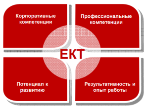 Корпоративные
компетенции
Профессиональные
компетенции
ЕКТ
Потенциал к
развитию
Результативность и
опыт работы